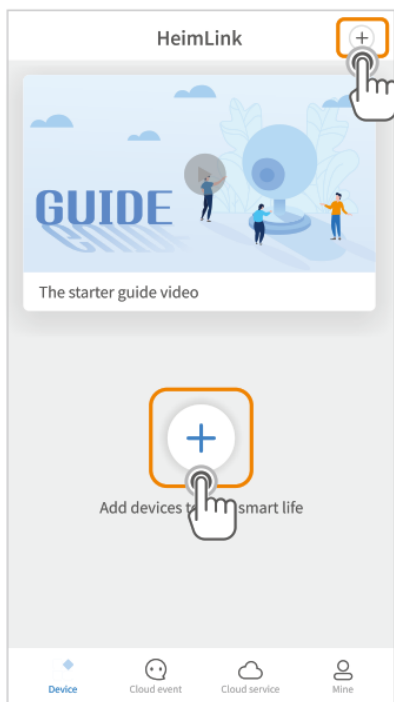 HeimLink
GUIDE
The starter guide video
Add devices t smart life
Device
Cloud event
Cloud service
Mine